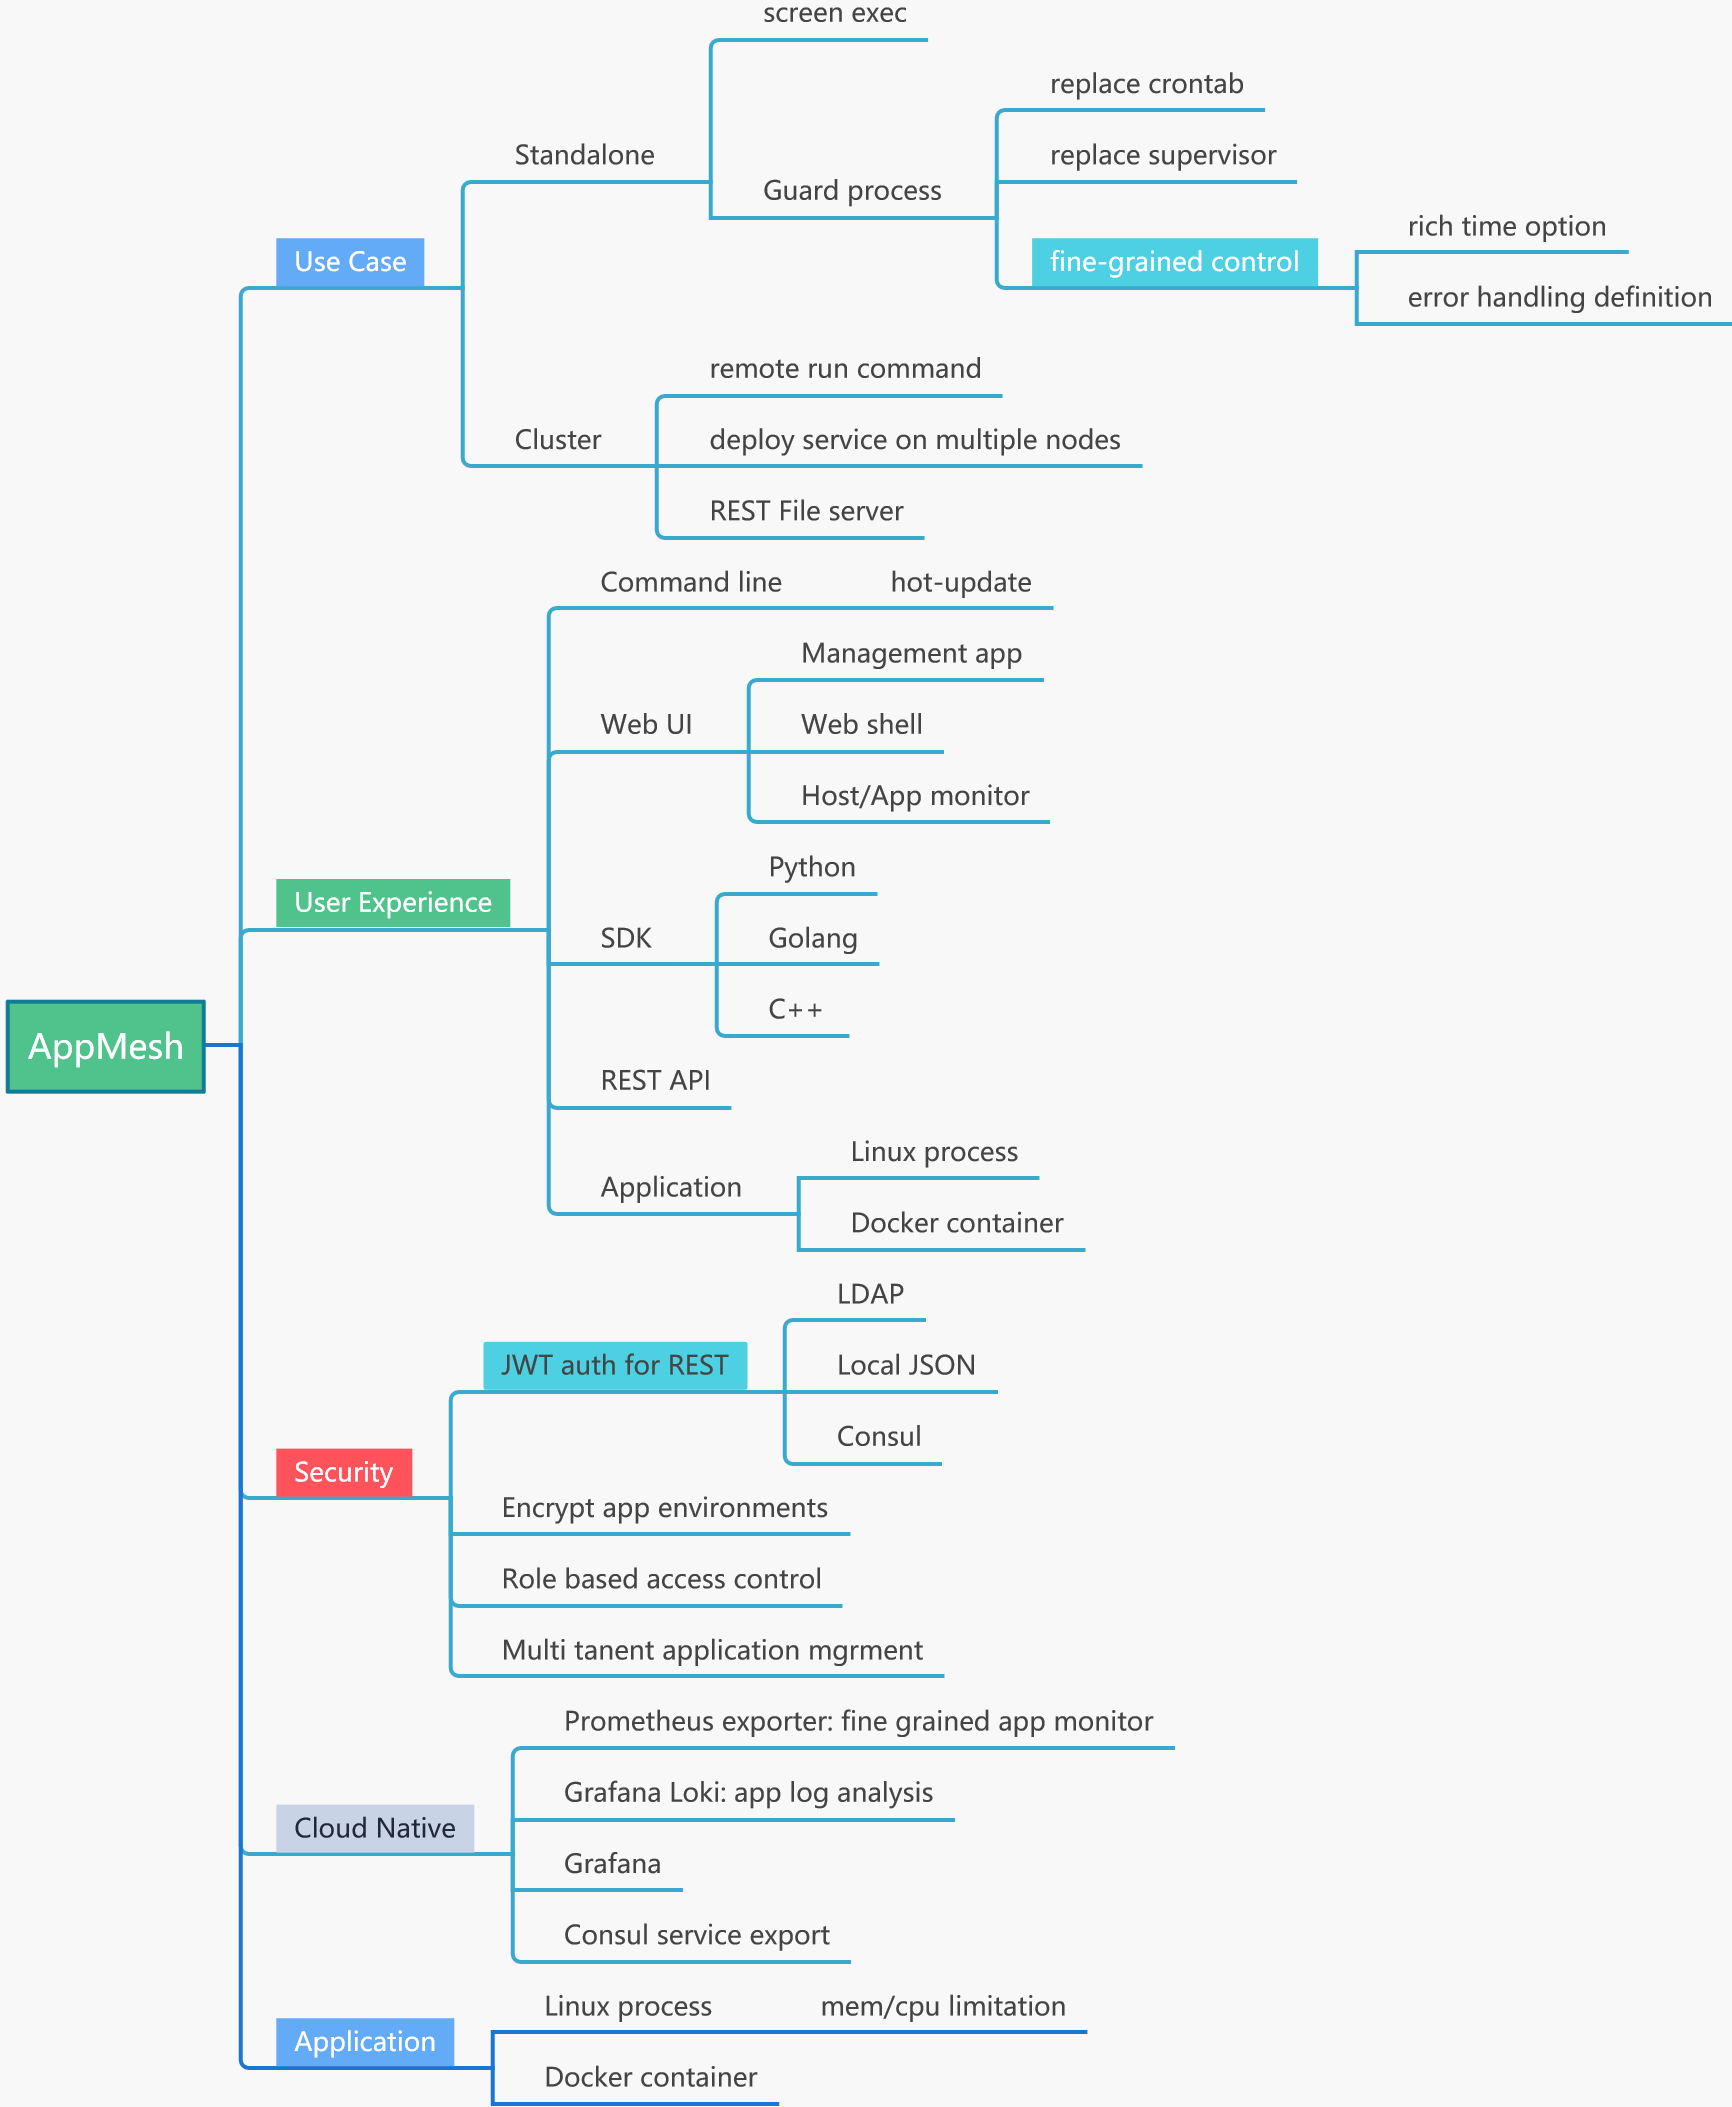 screen exec
replace crontab
Standalone
replace supervisor
Guard process
rich time option
Use Case
fine-grained control
error handling definition
remote run command
Cluster
deploy service on multiple nodes
REST File server
Command line
hot-update
Management app
Web UI
Web shell
Host/App monitor
Python
User Experience
SDK
Golang
C++
AppMesh
REST API
Linux process
Application
Docker container
LDAP
JWT auth for REST
Local JSON
Consul
Security
Encrypt app environments
Role based access control
Multi tanent application mgrment
Prometheus exporter: fine grained app monitor
Grafana Loki: app log analysis
Cloud Native
Grafana
Consul service export
Linux process
mem/cpu limitation
Application
Docker container